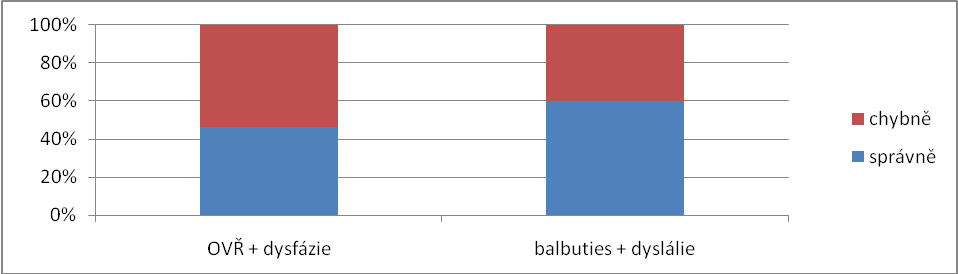 100%
80%
60%
40%
20%
0%
OVŘ + dysfázie
balbuties + dyslálie
chybně
správně